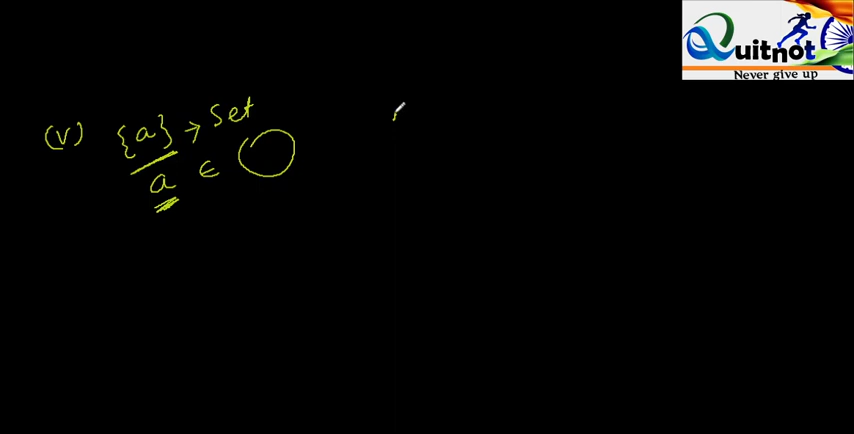 Quitnot
Never give up
(v) {a} → Set
a ∈